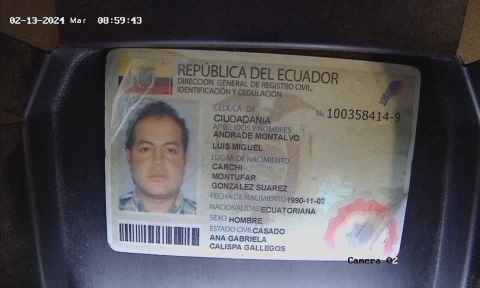 02-13-2024 Mar 08:59:43
REPÚBLICA DEL ECUADOR
DIRECCIÓN GENERAL DE REGISTRO CIVIL,
IDENTIFICACIÓN Y CEDULACIÓN
CÉDULA DE No. 100358414-9
CIUDADANÍA
APELLIDOS Y NOMBRES
ANDRADE MONTALVO
LUIS MIGUEL
LUGAR DE NACIMIENTO
CARCHI
MONTUFAR
GONZALEZ SUAREZ
FECHA DE NACIMIENTO 1990-11-02
NACIONALIDAD ECUATORIANA
SEXO HOMBRE
ESTADO CIVIL CASADO
ANA GABRIELA
CALISPA GALLEGOS
Camera 02